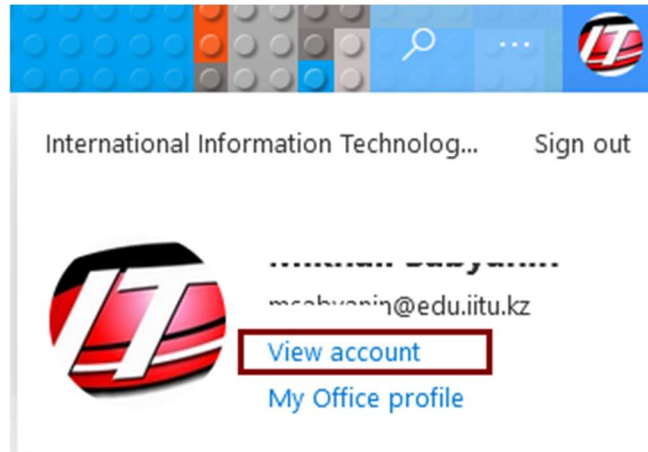 ...
International Information Technolog... Sign out
@edu.iitu.kz
View account
My Office profile